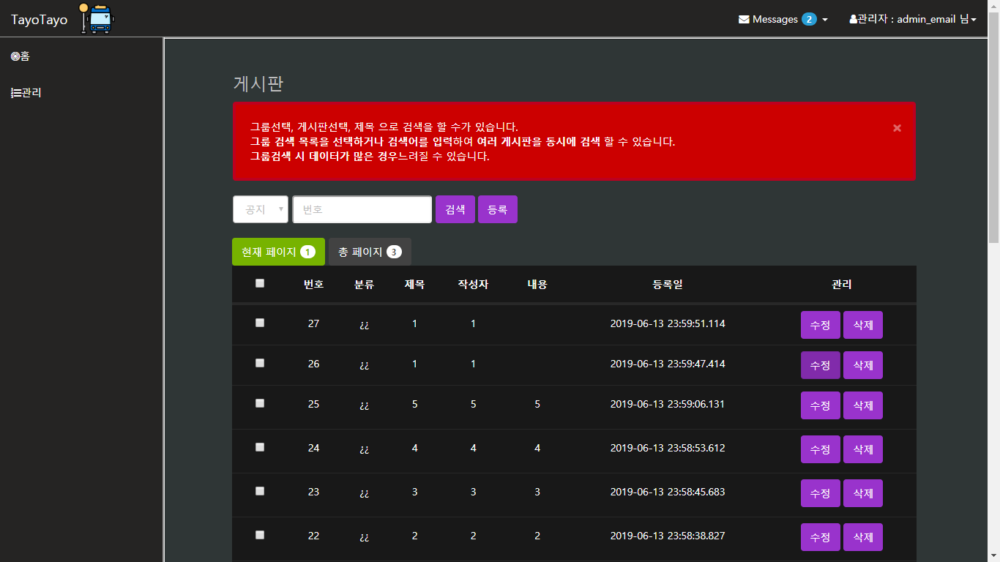 TayoTayo
Messages 2
관리자 : admin_email 님
홈
관리
게시판
그룹선택, 게시판선택, 제목 으로 검색을 할 수가 있습니다.
그룹 검색 목록을 선택하거나 검색어를 입력하여 여러 게시판을 동시에 검색 할 수 있습니다.
그룹검색 시 데이터가 많은 경우느려질 수 있습니다.
×
공지 번호 검색 등록
현재 페이지 1 총 페이지 3
번호 분류 제목 작성자 내용 등록일 관리
27 ¿¿ 1 1 2019-06-13 23:59:51.114 수정 삭제
26 ¿¿ 1 1 2019-06-13 23:59:47.414 수정 삭제
25 ¿¿ 5 5 5 2019-06-13 23:59:06.131 수정 삭제
24 ¿¿ 4 4 4 2019-06-13 23:58:53.612 수정 삭제
23 ¿¿ 3 3 3 2019-06-13 23:58:45.683 수정 삭제
22 ¿¿ 2 2 2 2019-06-13 23:58:38.827 수정 삭제